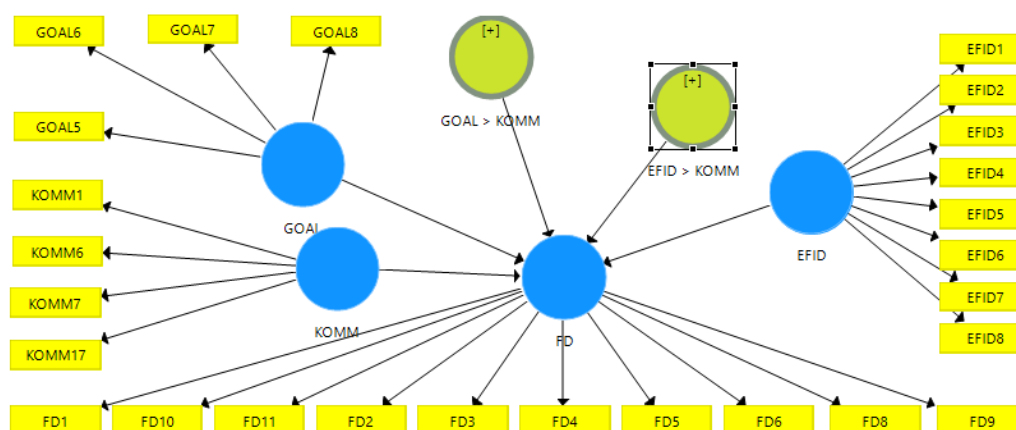 GOAL6
GOAL7
GOAL8
[+]
GOAL > KOMM
[+]
EFID > KOMM
EFID1
EFID2
EFID3
EFID4
EFID5
EFID6
EFID7
EFID8
GOAL5
KOMM1
KOMM6
KOMM7
KOMM17
GOAL
KOMM
FD
EFID
FD1
FD10
FD11
FD2
FD3
FD4
FD5
FD6
FD8
FD9